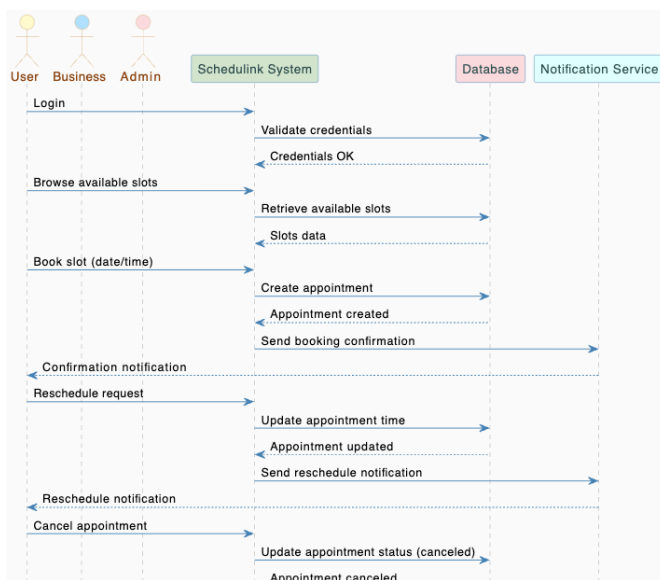 User Business Admin Schedulink System Database Notification Service
Login
Validate credentials
Credentials OK
Browse available slots
Retrieve available slots
Slots data
Book slot (date/time)
Create appointment
Appointment created
Send booking confirmation
Confirmation notification
Reschedule request
Update appointment time
Appointment updated
Send reschedule notification
Reschedule notification
Cancel appointment
Update appointment status (canceled)
Appointment canceled